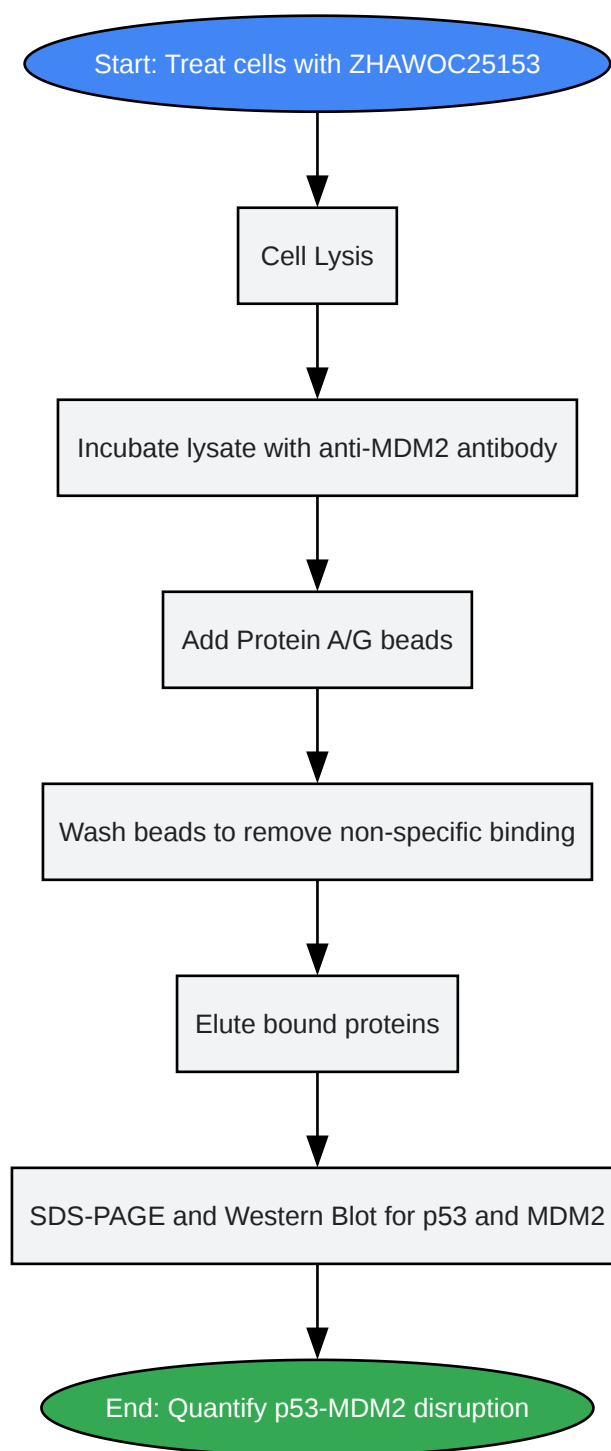 Start: Treat cells with ZHAWOC25153
Cell Lysis
Incubate lysate with anti-MDM2 antibody
Add Protein A/G beads
Wash beads to remove non-specific binding
Elute bound proteins
SDS-PAGE and Western Blot for p53 and MDM2
End: Quantify p53-MDM2 disruption